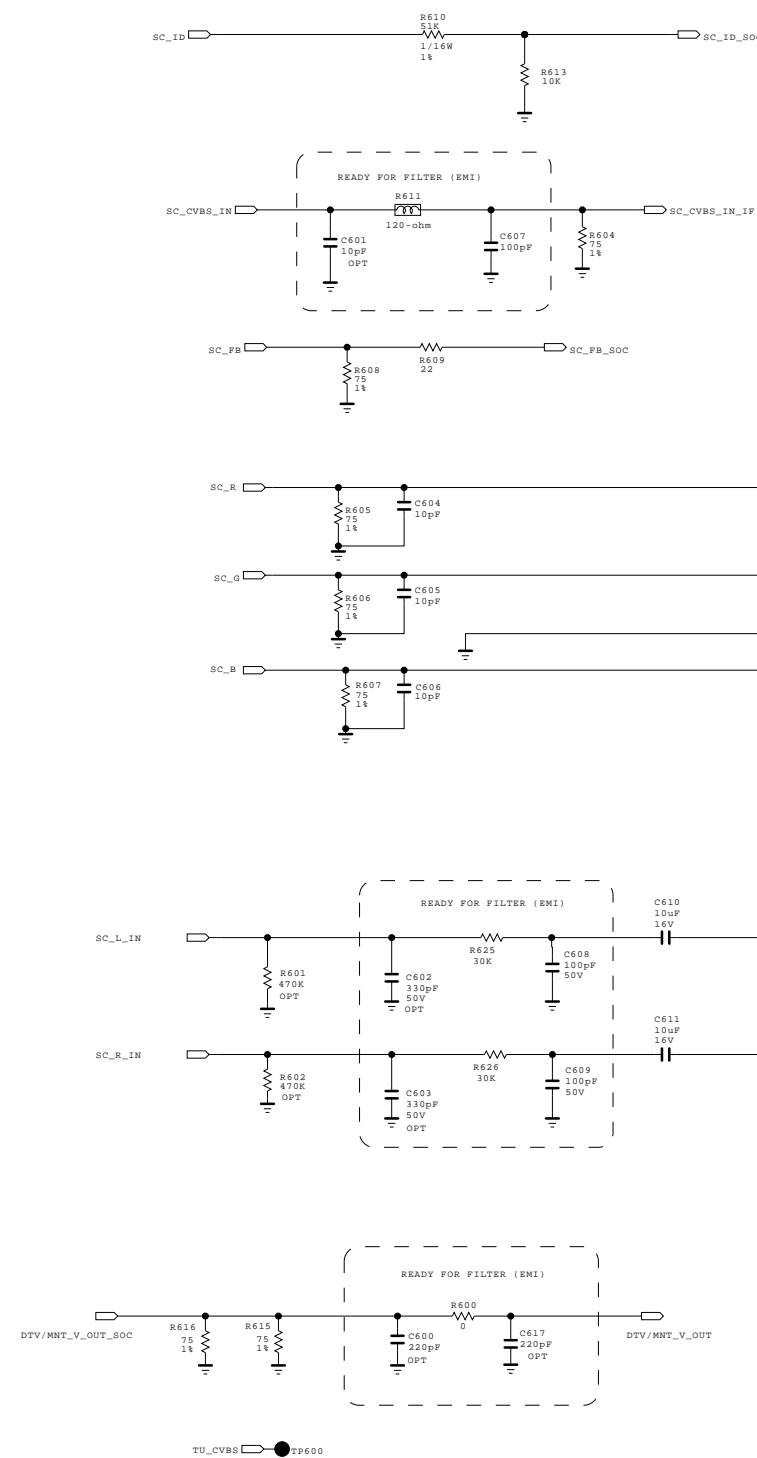 R610
51K
SC_ID
SC_ID_SOC
1/16W
1%
R613
10K
READY FOR FILTER (EMI)
R611
SC_CVBS_IN
SC_CVBS_IN_IF
120-ohm
C601
10pF
OPT
C607
100pF
R604
75
1%
SC_FB
SC_FB_SOC
R609
22
R608
75
1%
SC_R
R605
75
1%
C604
10pF
SC_G
R606
75
1%
C605
10pF
SC_B
R607
75
1%
C606
10pF
READY FOR FILTER (EMI)
C610
10uF
16V
SC_L_IN
R625
30K
R601
470K
OPT
C602
330pF
50V
OPT
C608
100pF
50V
C611
10uF
16V
SC_R_IN
R626
30K
R602
470K
OPT
C603
330pF
50V
OPT
C609
100pF
50V
READY FOR FILTER (EMI)
R600
0
DTV/MNT_V_OUT_SOC
R616
75
1%
R615
75
1%
C600
220pF
OPT
C617
220pF
OPT
DTV/MNT_V_OUT
TU_CVBS
TP600